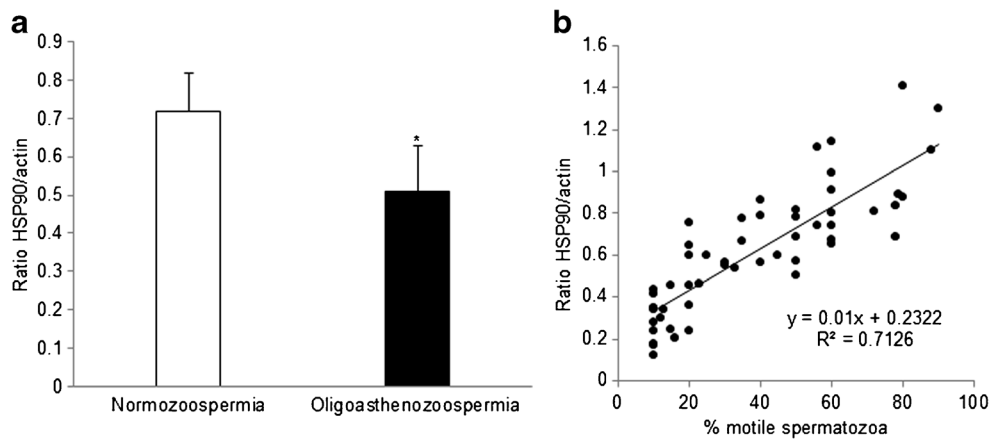 a
Ratio HSP90/actin
0.9
0.8
0.7
0.6
0.5
0.4
0.3
0.2
0.1
0
*
Normozoospermia
Oligoasthenozoospermia
b
Ratio HSP90/actin
1.6
1.4
1.2
1
0.8
0.6
0.4
0.2
0
y = 0.01x + 0.2322
R² = 0.7126
0 20 40 60 80 100
% motile spermatozoa